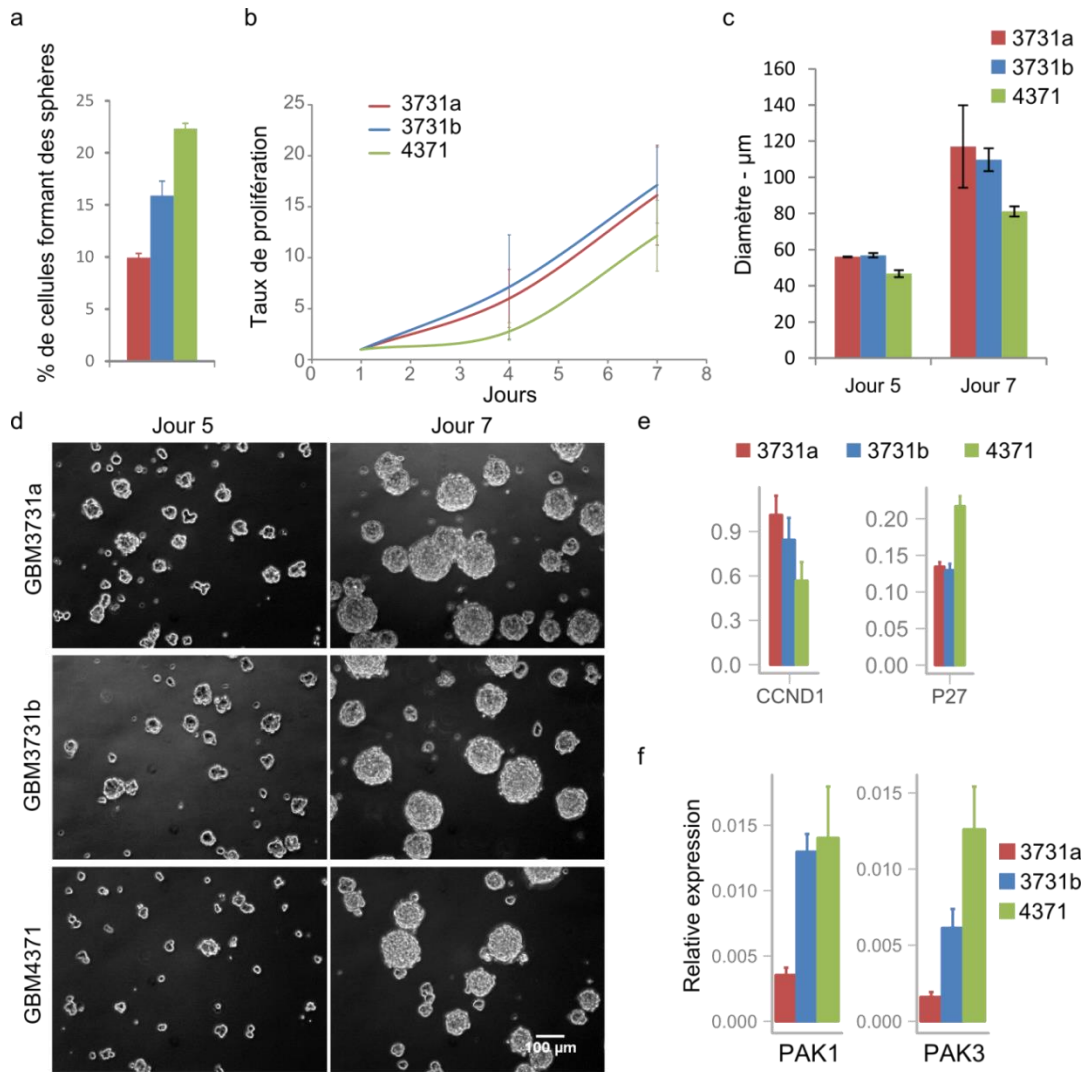 a
% de cellules formant des sphères
25
20
15
10
5
0
b
Taux de prolifération
25
20
15
10
5
0
3731a
3731b
4371
0 1 2 3 4 5 6 7 8
Jours
c
3731a
3731b
4371
Diamètre - µm
160
140
120
100
80
60
40
20
0
Jour 5 Jour 7
d
Jour 5 Jour 7
GBM3731a
GBM3731b
GBM4371
100 µm
e
3731a 3731b 4371
0.9
0.6
0.3
0.0
CCND1
0.20
0.15
0.10
0.05
0.00
P27
f
Relative expression
0.015
0.010
0.005
0.000
PAK1
0.015
0.010
0.005
0.000
PAK3
3731a
3731b
4371